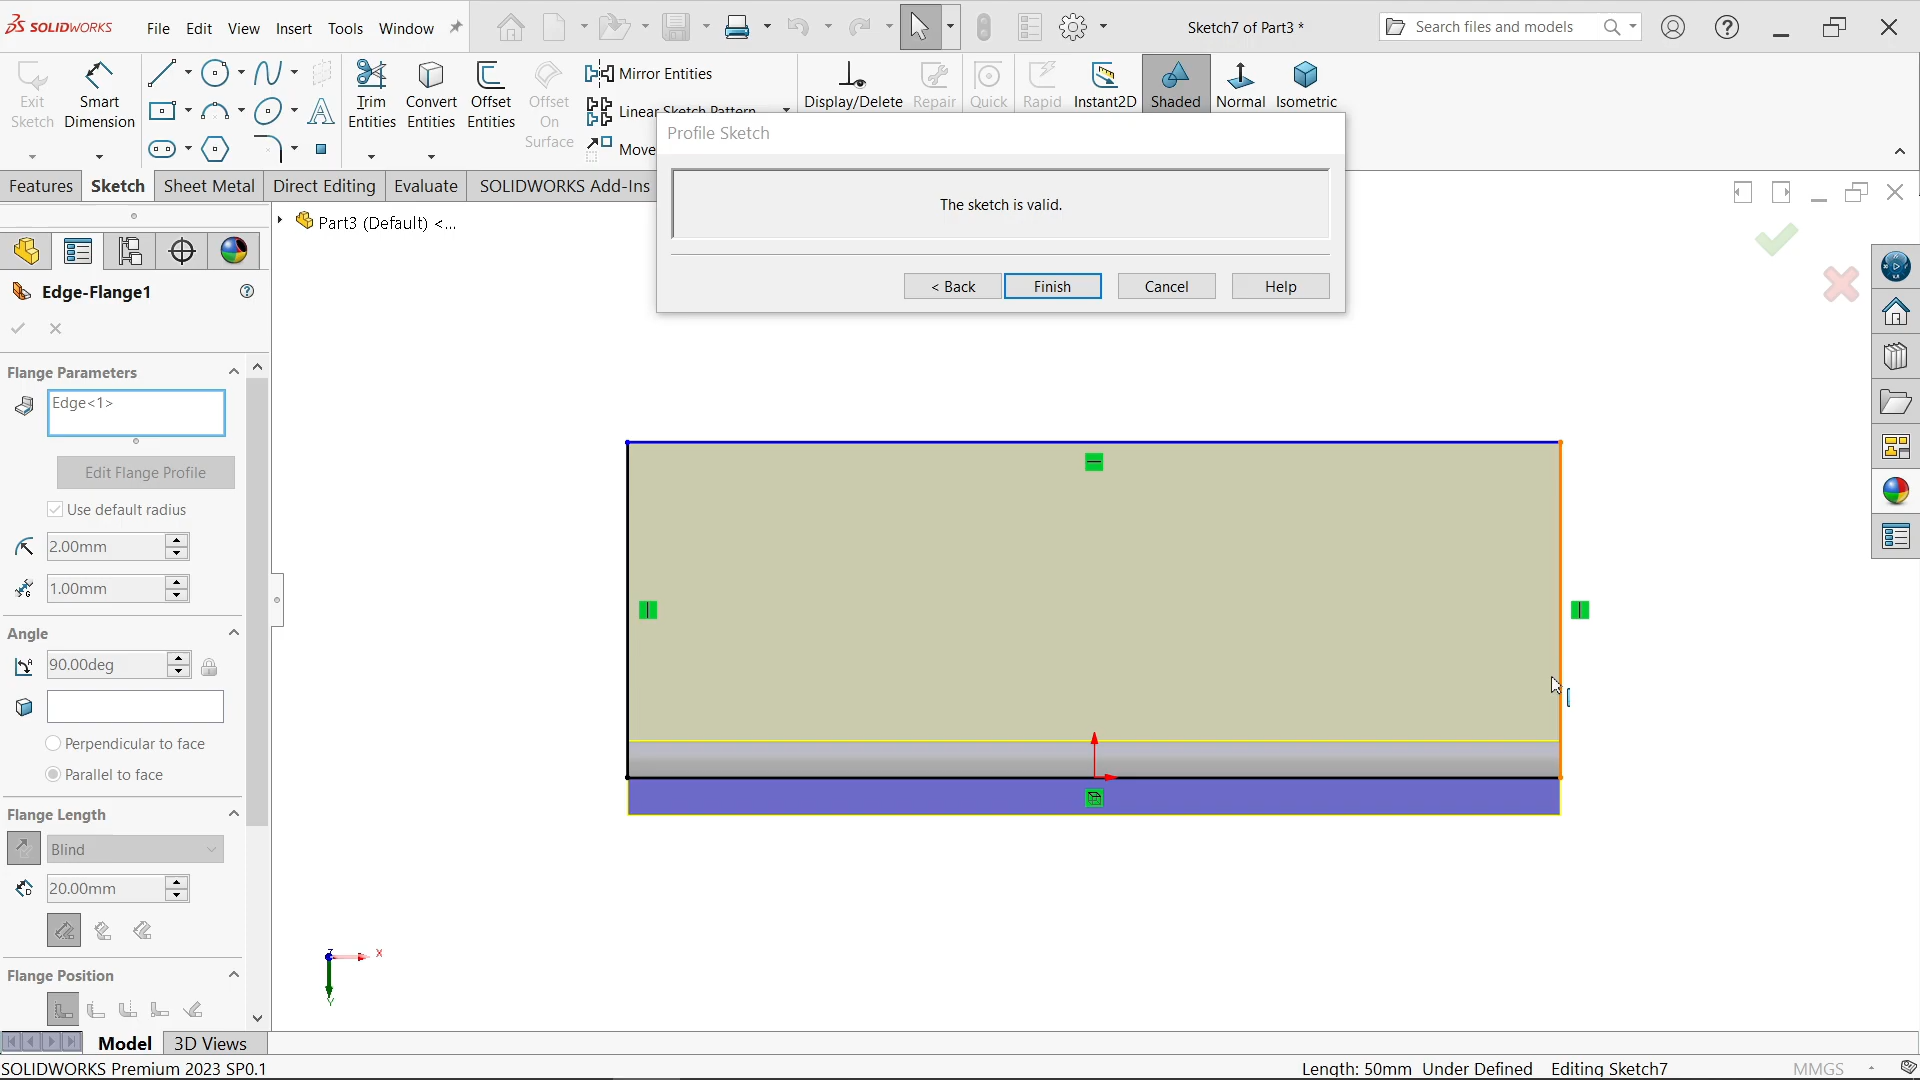 SOLIDWORKS
File
Edit
View
Insert
Tools
Window
Sketch7 of Part3 *
Search files and models
Exit
Sketch
Smart
Dimension
Trim
Entities
Convert
Entities
Offset
Entities
Offset
On
Surface
Mirror Entities
Linear Sketch Pattern
Move
Display/Delete
Repair
Quick
Rapid
Instant2D
Shaded
Normal
Isometric
Features
Sketch
Sheet Metal
Direct Editing
Evaluate
SOLIDWORKS Add-Ins
Profile Sketch
The sketch is valid.
< Back
Finish
Cancel
Help
Part3 (Default) <...
Edge-Flange1
Flange Parameters
Edge<1>
Edit Flange Profile
Use default radius
2.00mm
1.00mm
Angle
90.00deg
Perpendicular to face
Parallel to face
Flange Length
Blind
20.00mm
Flange Position
Z
X
Y
Model
3D Views
SOLIDWORKS Premium 2023 SP0.1
Length: 50mm
Under Defined
Editing Sketch7
MMGS